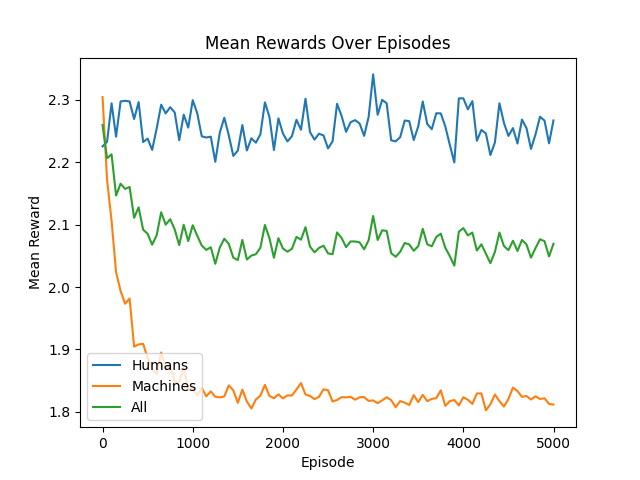 Mean Rewards Over Episodes
Mean Reward
2.3
2.2
2.1
2.0
1.9
1.8
Humans
Machines
All
0
1000
2000
3000
4000
5000
Episode